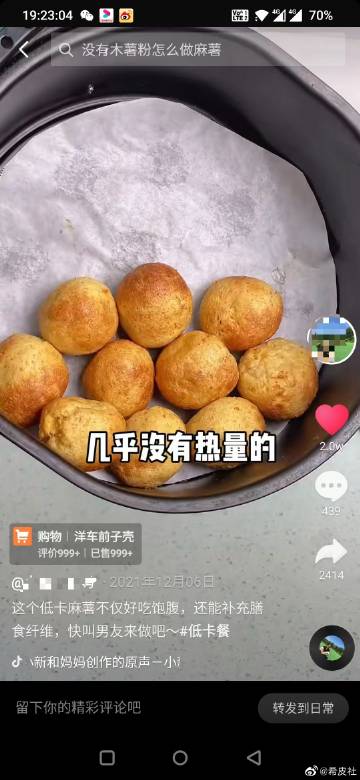 19:23:04
70%
没有木薯粉怎么做麻薯
几乎没有热量的
2.0w
购物 | 洋车前子壳
评价999+ | 已售999+
439
@
· 2021年12月06日
2414
这个低卡麻薯不仅好吃饱腹，还能补充膳
食纤维，快叫男友来做吧～#低卡餐
新和妈妈创作的原声－小
留下你的精彩评论吧
转发到日常
@希皮社